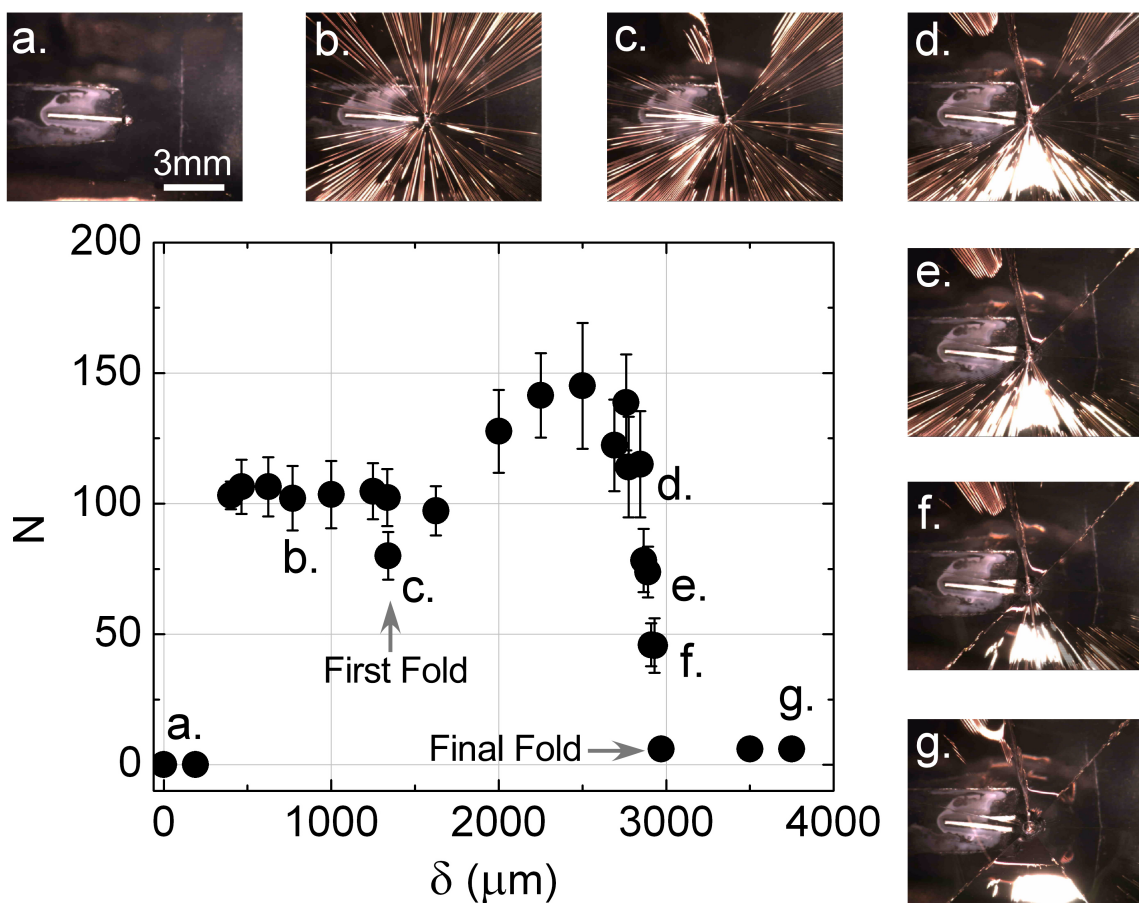 a.
3mm
b.
c.
d.
e.
f.
g.
200
150
100
50
0
N
a.
b.
c.
d.
e.
f.
g.
First Fold
Final Fold
0
1000
2000
3000
4000
δ (μm)